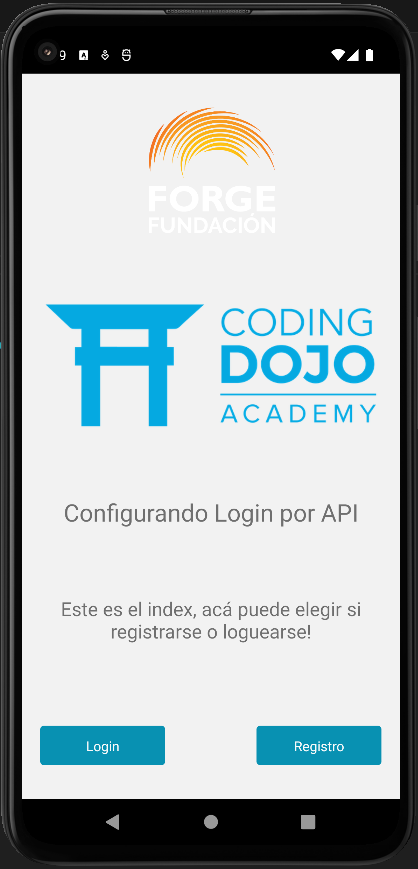 9
FORGE
FUNDACIÓN
CODING
DOJO
ACADEMY
Configurando Login por API
Este es el index, acá puede elegir si
registrarse o loguearse!
Login
Registro